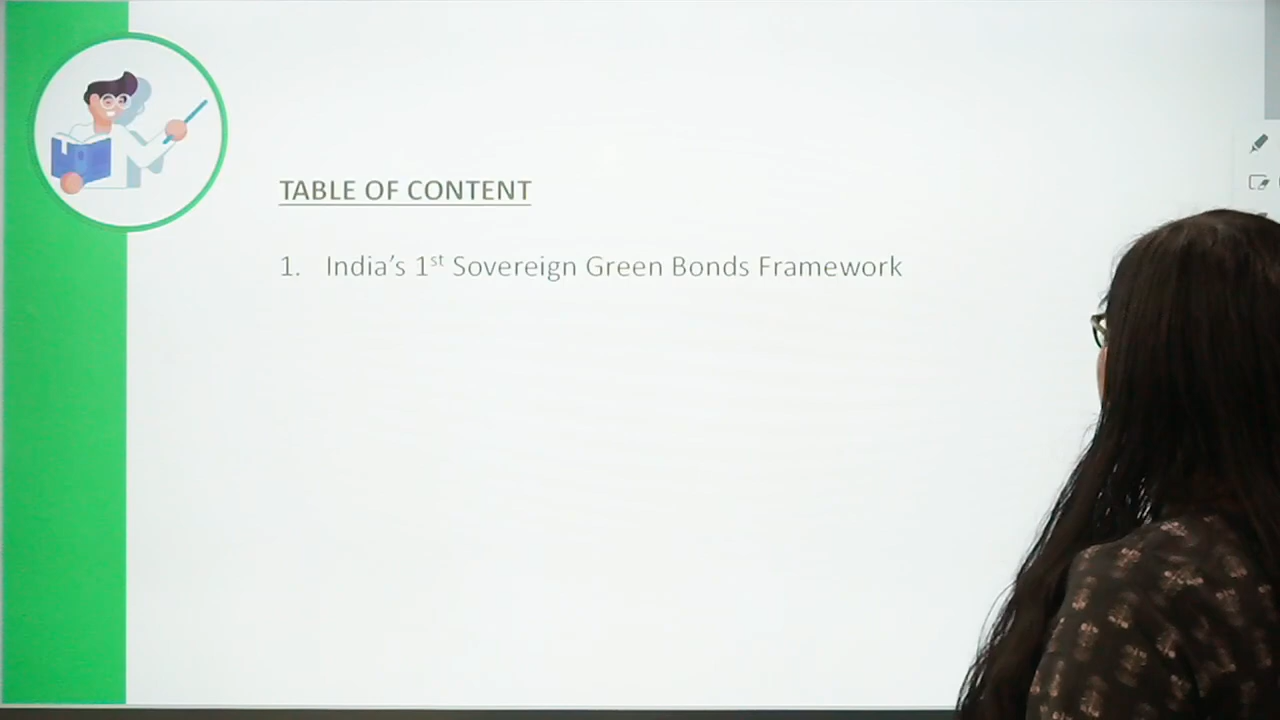 TABLE OF CONTENT
1. India’s 1st Sovereign Green Bonds Framework